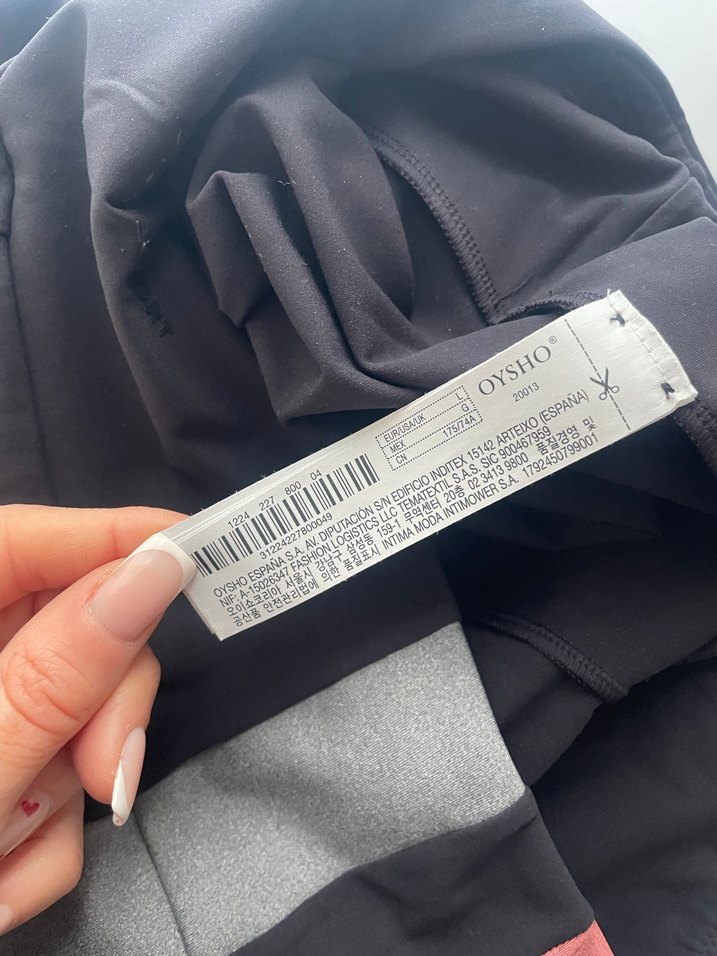 OYSHO®
20013
EUR/USA/UK L
MEX G
CN 175/74A
1224 227 800 04
31224227800049
OYSHO ESPAÑA S.A. AV. DIPUTACIÓN S/N EDIFICIO INDITEX 15142 ARTEIXO (ESPAÑA)
NIF: A-15026347 FASHION LOGISTICS LLC TEMATEXTIL S.A.S. SIC 900467959
오이쇼코리아 서울시 강남구 삼성동 159-1 무역센터 20층 02 3413 9800 품질경영 및
공산품 안전관리법에 의한 품질표시 INTIMA MODA INTIMOWER S.A. 1792450799001